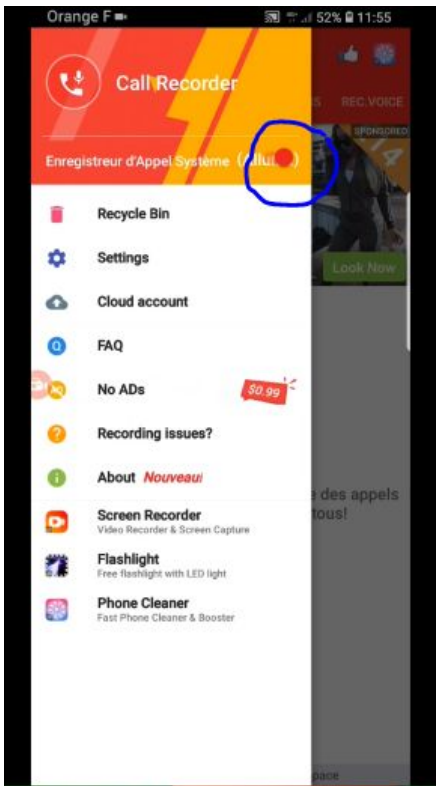 Orange F
52% 11:55
Call Recorder
REC.VOICE
SPONSORED
Enregistreur d'Appel Système
Look Now
Recycle Bin
Settings
Cloud account
FAQ
No ADs
$0.99
Recording issues?
About Nouveau!
e des appels
tous!
Screen Recorder
Video Recorder & Screen Capture
Flashlight
Free flashlight with LED light
Phone Cleaner
Fast Phone Cleaner & Booster
pace